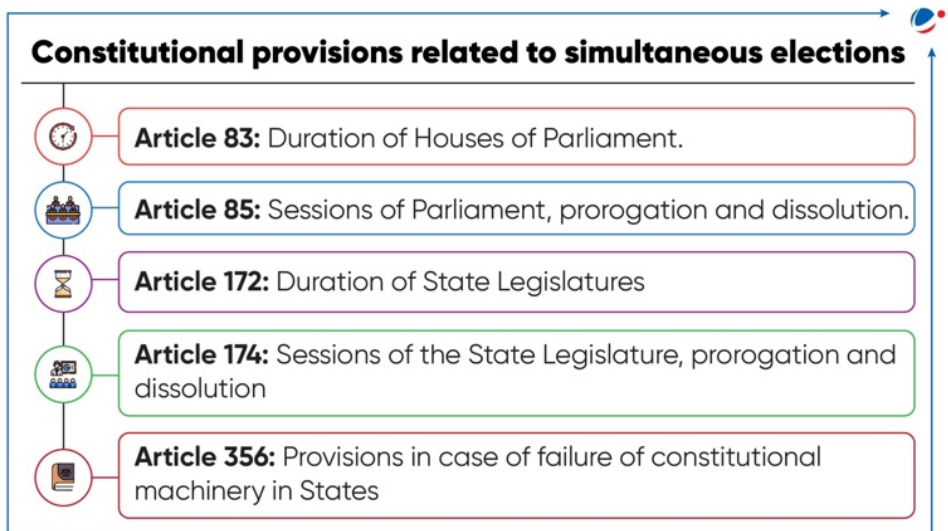 Constitutional provisions related to simultaneous elections
Article 83: Duration of Houses of Parliament.
Article 85: Sessions of Parliament, prorogation and dissolution.
Article 172: Duration of State Legislatures
Article 174: Sessions of the State Legislature, prorogation and
dissolution
Article 356: Provisions in case of failure of constitutional
machinery in States